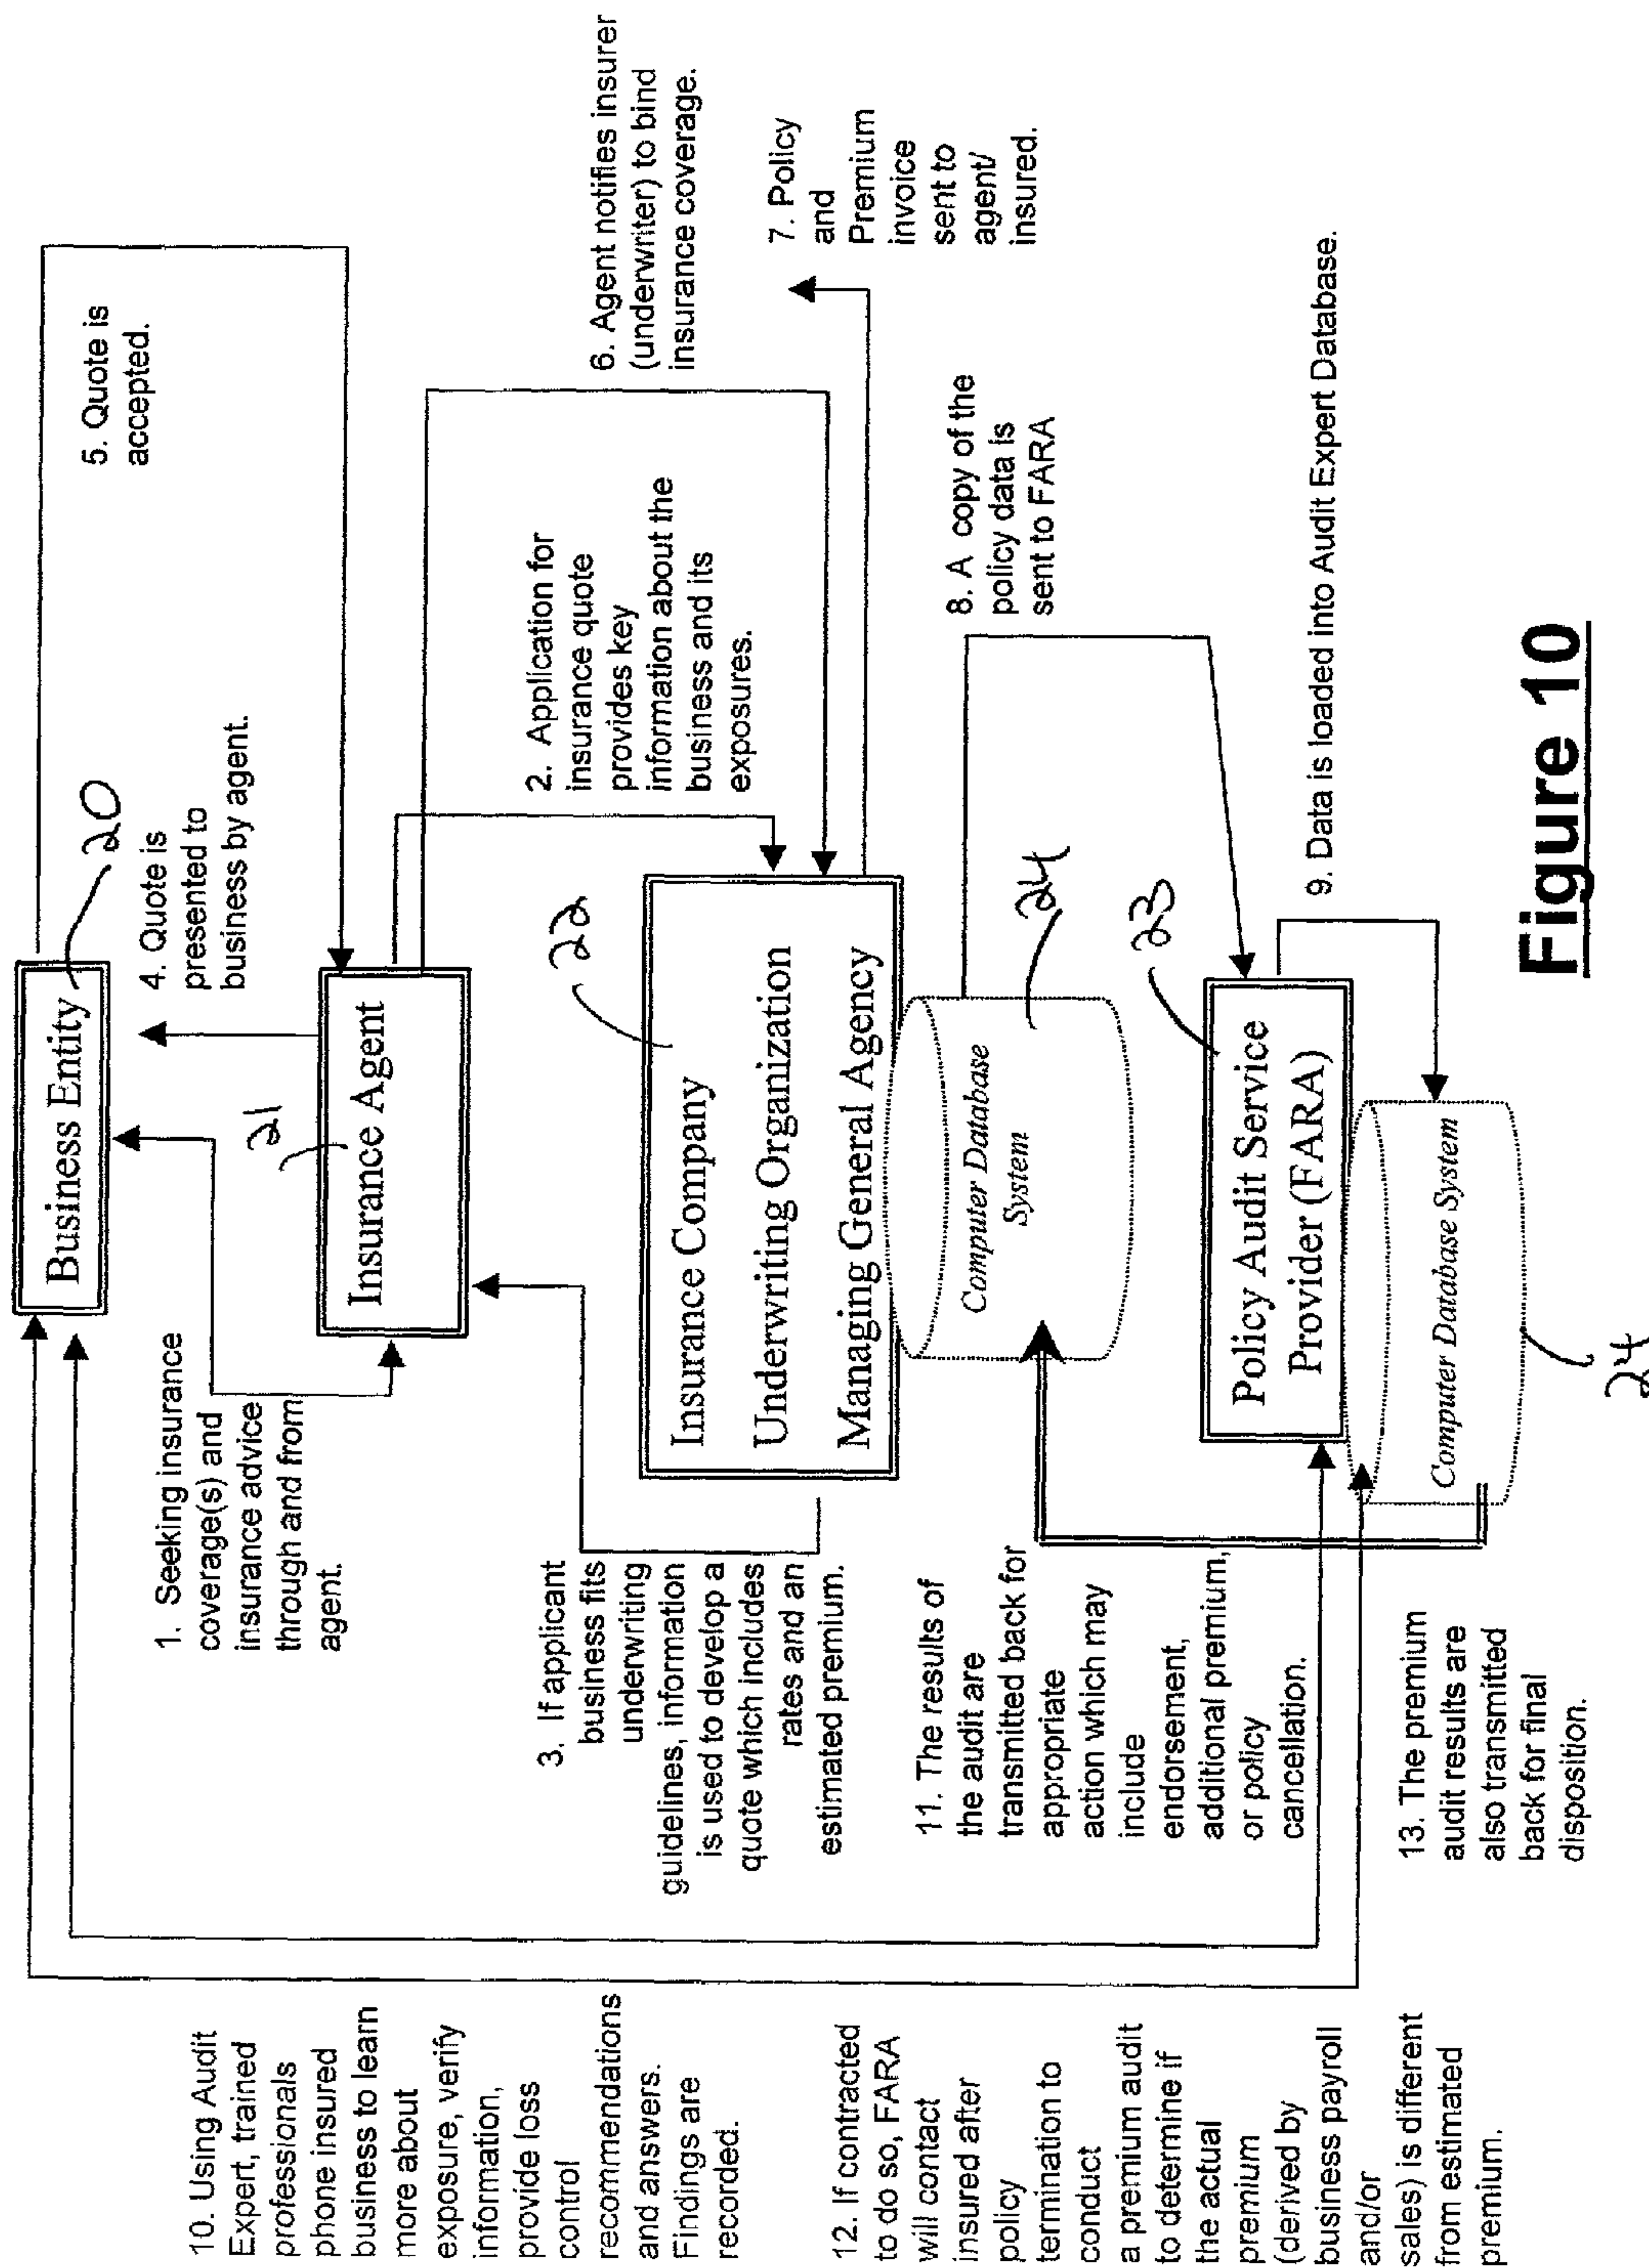 Business Entity
20
1. Seeking insurance
coverage(s) and
insurance advice
through and from
agent.
4. Quote is
presented to
business by agent.
5. Quote is
accepted.
21
Insurance Agent
2. Application for
insurance quote
provides key
information about the
business and its
exposures.
6. Agent notifies insurer
(underwriter) to bind
insurance coverage.
3. If applicant
business fits
underwriting
guidelines, information
is used to develop a
quote which includes
rates and an
estimated premium.
22
Insurance Company
Underwriting Organization
Managing General Agency
7. Policy
and
Premium
invoice
sent to
agent/
insured.
Computer Database
System
24
8. A copy of the
policy data is
sent to FARA
23
Policy Audit Service
Provider (FARA)
9. Data is loaded into Audit Expert Database.
Computer Database System
24
10. Using Audit
Expert, trained
professionals
phone insured
business to learn
more about
exposure, verify
information,
provide loss
control
recommendations
and answers.
Findings are
recorded.
11. The results of
the audit are
transmitted back for
appropriate
action which may
include
endorsement,
additional premium,
or policy
cancellation.
12. If contracted
to do so, FARA
will contact
insured after
policy
termination to
conduct
a premium audit
to determine if
the actual
premium
(derived by
business payroll
and/or
sales) is different
from estimated
premium.
13. The premium
audit results are
also transmitted
back for final
disposition.
Figure 10